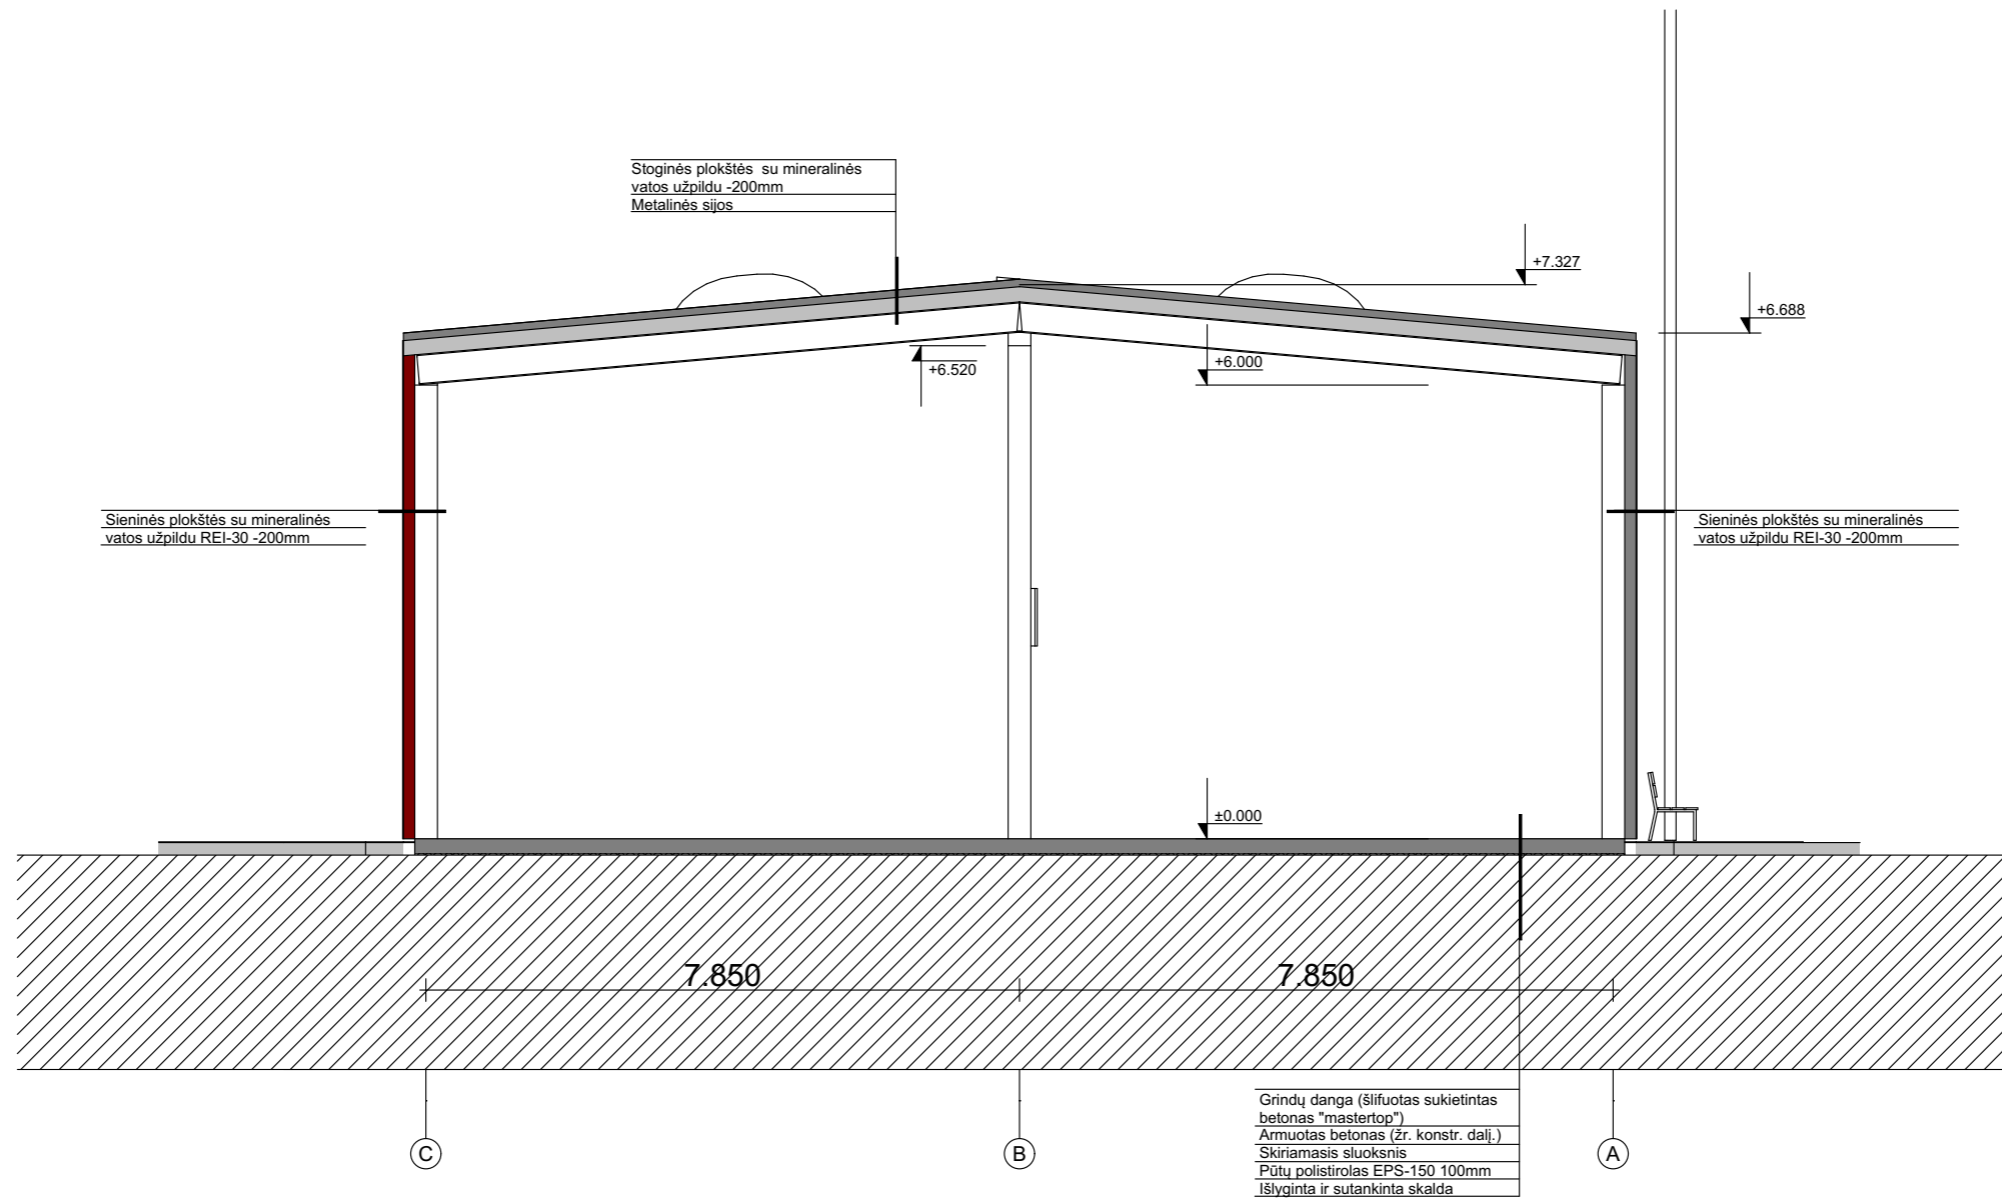 Stoginės plokštės su mineralinės
vatos užpildu -200mm
Metalinės sijos
+7.327
+6.688
+6.520
+6.000
Sieninės plokštės su mineralinės
vatos užpildu REI-30 -200mm
Sieninės plokštės su mineralinės
vatos užpildu REI-30 -200mm
±0.000
7.850
7.850
Grindų danga (šlifuotas sukietintas
betonas "mastertop")
Armuotas betonas (žr. konstr. dalį.)
Skiriamasis sluoksnis
Pūtų polistirolas EPS-150 100mm
Išlyginta ir sutankinta skalda
C
B
A